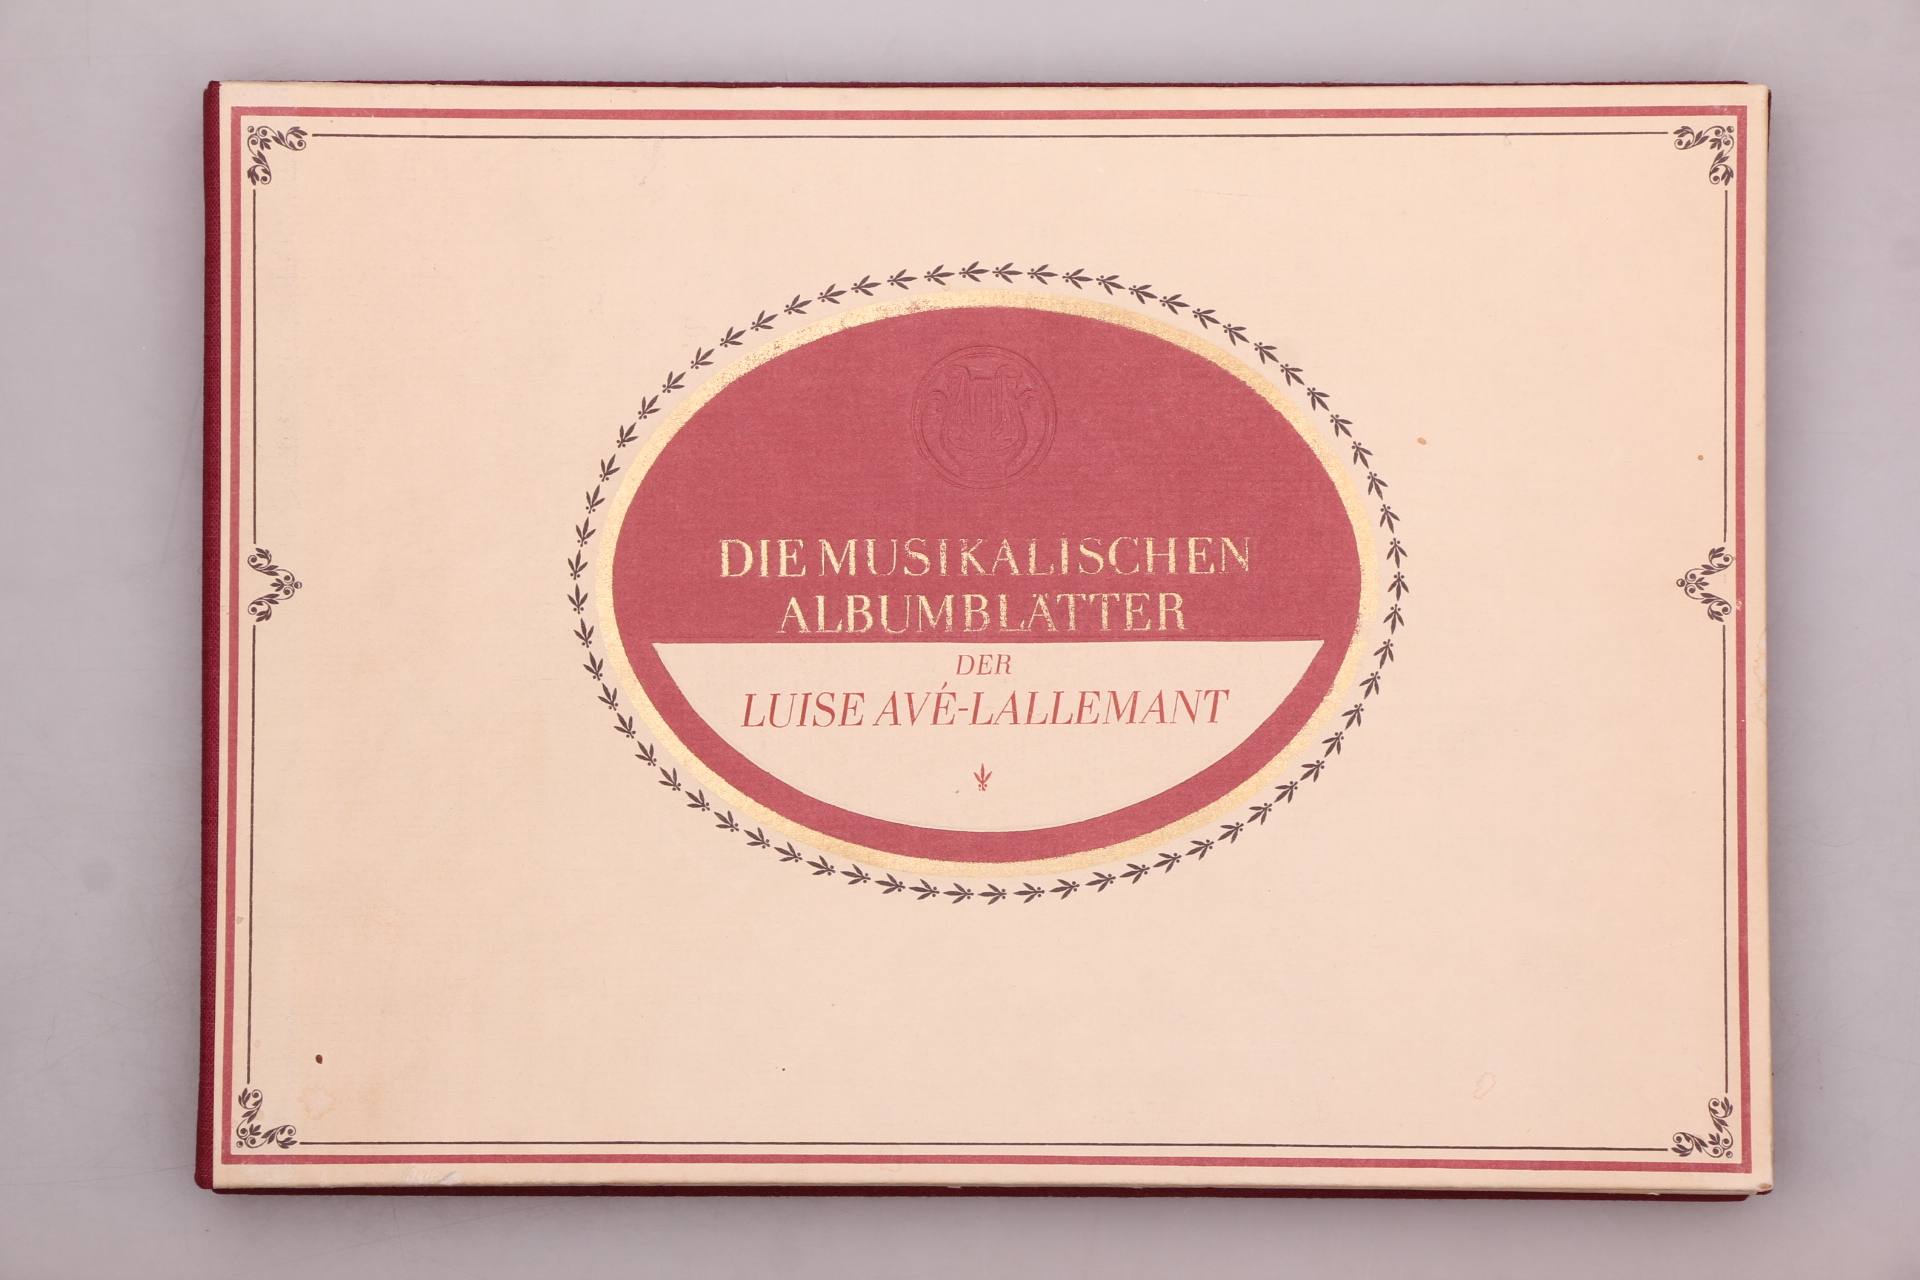 DIE MUSIKALISCHEN
ALBUMBLÄTTER
DER
LUISE AVÉ-LALLEMANT